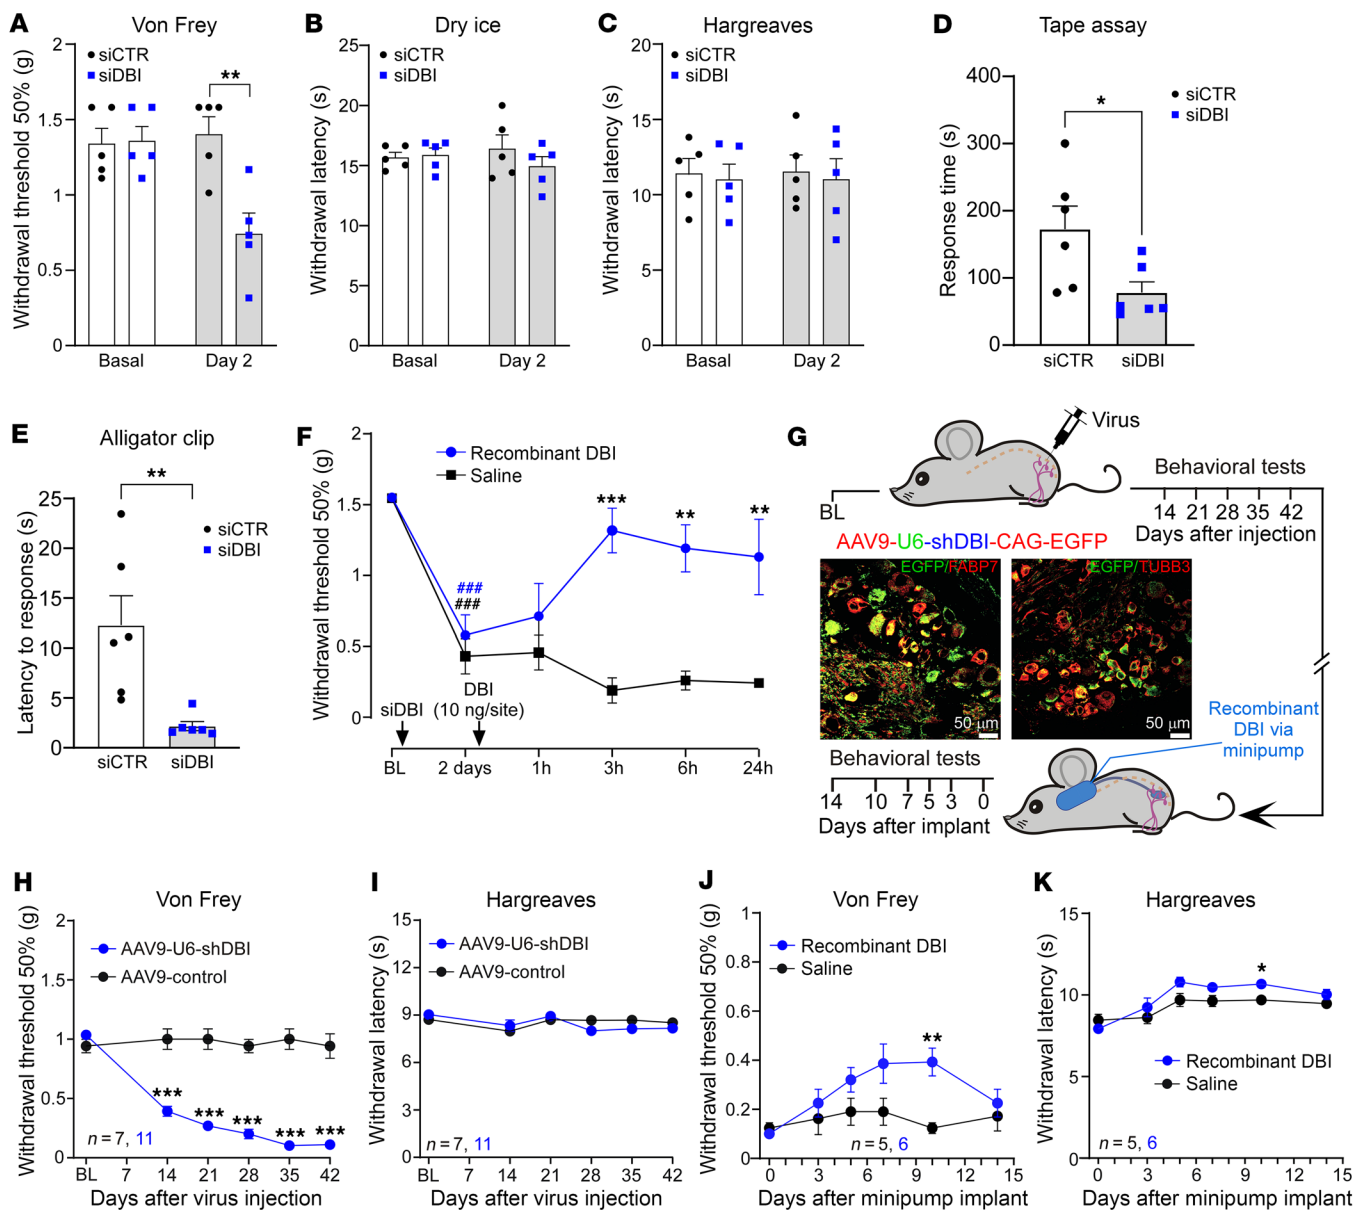 A
Von Frey
Withdrawal threshold 50% (g)
2
1.5
1
0.5
0
siCTR
siDBI
**
Basal
Day 2
B
Dry ice
Withdrawal latency (s)
25
20
15
10
5
0
siCTR
siDBI
Basal
Day 2
C
Hargreaves
Withdrawal latency (s)
20
15
10
5
0
siCTR
siDBI
Basal
Day 2
D
Tape assay
Response time (s)
400
300
200
100
0
*
siCTR
siDBI
siCTR
siDBI
E
Alligator clip
Latency to response (s)
25
20
15
10
5
0
**
siCTR
siDBI
siCTR
siDBI
F
Withdrawal threshold 50% (g)
2
1.5
1
0.5
0
Recombinant DBI
Saline
***
**
**
###
###
siDBI
DBI
(10 ng/site)
BL
2 days
1h
3h
6h
24h
G
Virus
BL
Behavioral tests
14 21 28 35 42
Days after injection
AAV9-U6-shDBI-CAG-EGFP
EGFP/FABP7
50 μm
EGFP/TUBB3
50 μm
Recombinant
DBI via
minipump
Behavioral tests
14 10 7 5 3 0
Days after implant
H
Von Frey
Withdrawal threshold 50% (g)
2
1.5
1
0.5
0
AAV9-U6-shDBI
AAV9-control
*** *** *** *** ***
n = 7, 11
BL 7 14 21 28 35 42
Days after virus injection
I
Hargreaves
Withdrawal latency (s)
15
12
9
6
3
0
AAV9-U6-shDBI
AAV9-control
n = 7, 11
BL 7 14 21 28 35 42
Days after virus injection
J
Von Frey
Withdrawal threshold 50% (g)
1
0.8
0.6
0.4
0.2
0
Recombinant DBI
Saline
**
n = 5, 6
0 3 6 9 12 15
Days after minipump implant
K
Hargreaves
Withdrawal latency (s)
15
10
5
0
*
Recombinant DBI
Saline
n = 5, 6
0 3 6 9 12 15
Days after minipump implant